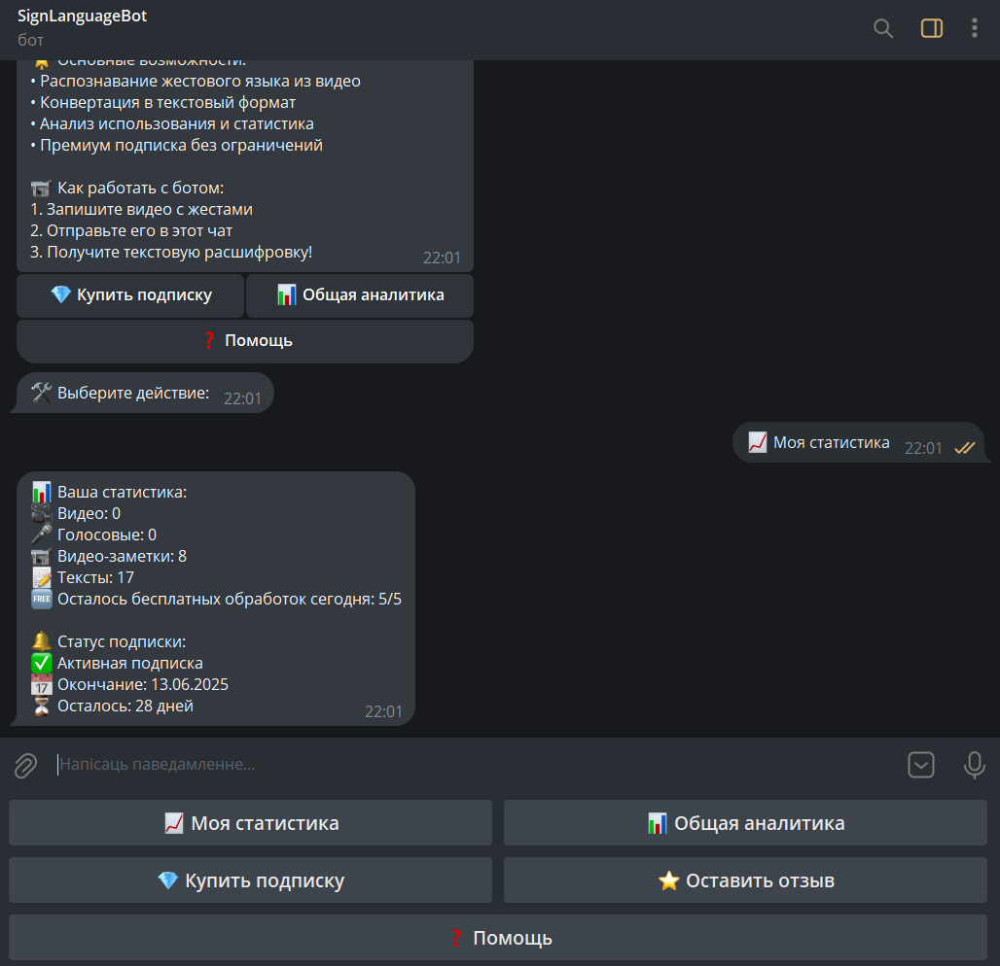 SignLanguageBot
бот
Основные возможности:
• Распознавание жестового языка из видео
• Конвертация в текстовый формат
• Анализ использования и статистика
• Премиум подписка без ограничений
Как работать с ботом:
1. Запишите видео с жестами
2. Отправьте его в этот чат
3. Получите текстовую расшифровку!
22:01
Купить подписку
Общая аналитика
❓ Помощь
Выберите действие: 22:01
Моя статистика 22:01
Ваша статистика:
Видео: 0
Голосовые: 0
Видео-заметки: 8
Тексты: 17
FREE Осталось бесплатных обработок сегодня: 5/5
Статус подписки:
Активная подписка
17 Окончание: 13.06.2025
Осталось: 28 дней
22:01
Напісаць паведамленне...
Моя статистика
Общая аналитика
Купить подписку
Оставить отзыв
❓ Помощь